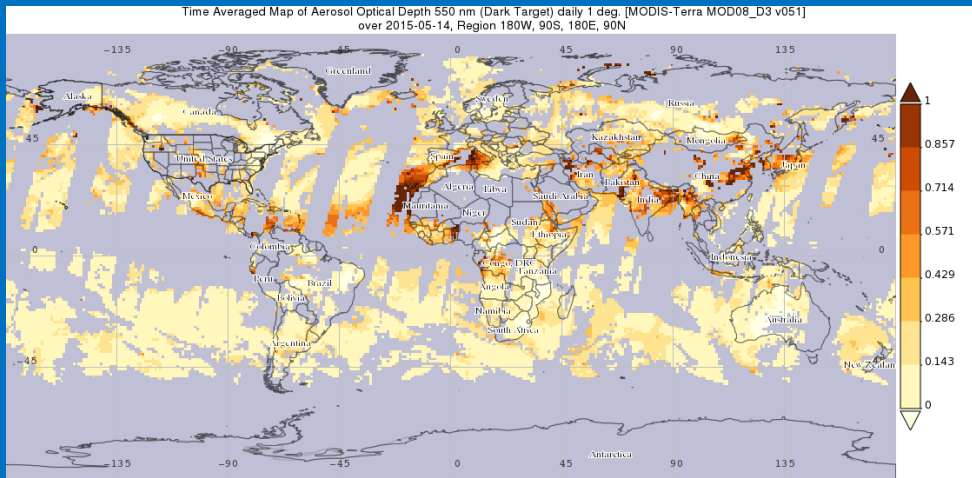 Time Averaged Map of Aerosol Optical Depth 550 nm (Dark Target) daily 1 deg. [MODIS-Terra MOD08_D3 v051]
over 2015-05-14, Region 180W, 90S, 180E, 90N
-135 -90 -45 0 45 90 135
Greenland
Alaska
Sweden
Russia
Canada
1
45 45
Kazakhstan
Mongolia
0.857
United States
Spain
Japan
Mexico
Algeria
Libya
Iran
Pakistan
China
0.714
Mauritania
Niger
Saudi Arabia
India
Sudan
0.571
Ethiopia
0 0
Colombia
Congo, DRC
Indonesia
Tanzania
0.429
Peru
Brazil
Angola
Bolivia
0.286
Namibia
Australia
South Africa
Argentina
0.143
-45 -45
New Zealan
0
Antarctica
-135 -90 -45 0 45 90 135